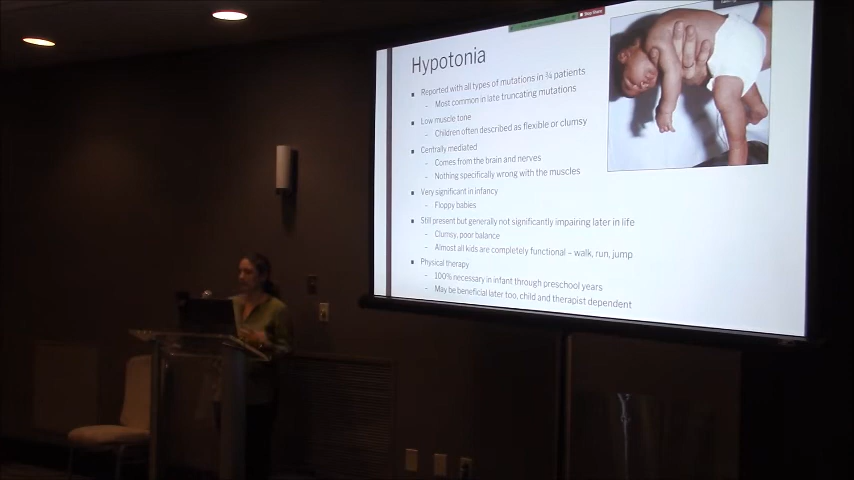 Stop Share
Hypotonia
Reported with all types of mutations in ¾ patients
Most common in late truncating mutations
Low muscle tone
Children often described as flexible or clumsy
Centrally mediated
Comes from the brain and nerves
Nothing specifically wrong with the muscles
Very significant in infancy
Floppy babies
Still present but generally not significantly impairing later in life
Clumsy, poor balance
Almost all kids are completely functional – walk, run, jump
Physical therapy
100% necessary in infant through preschool years
May be beneficial later too, child and therapist dependent